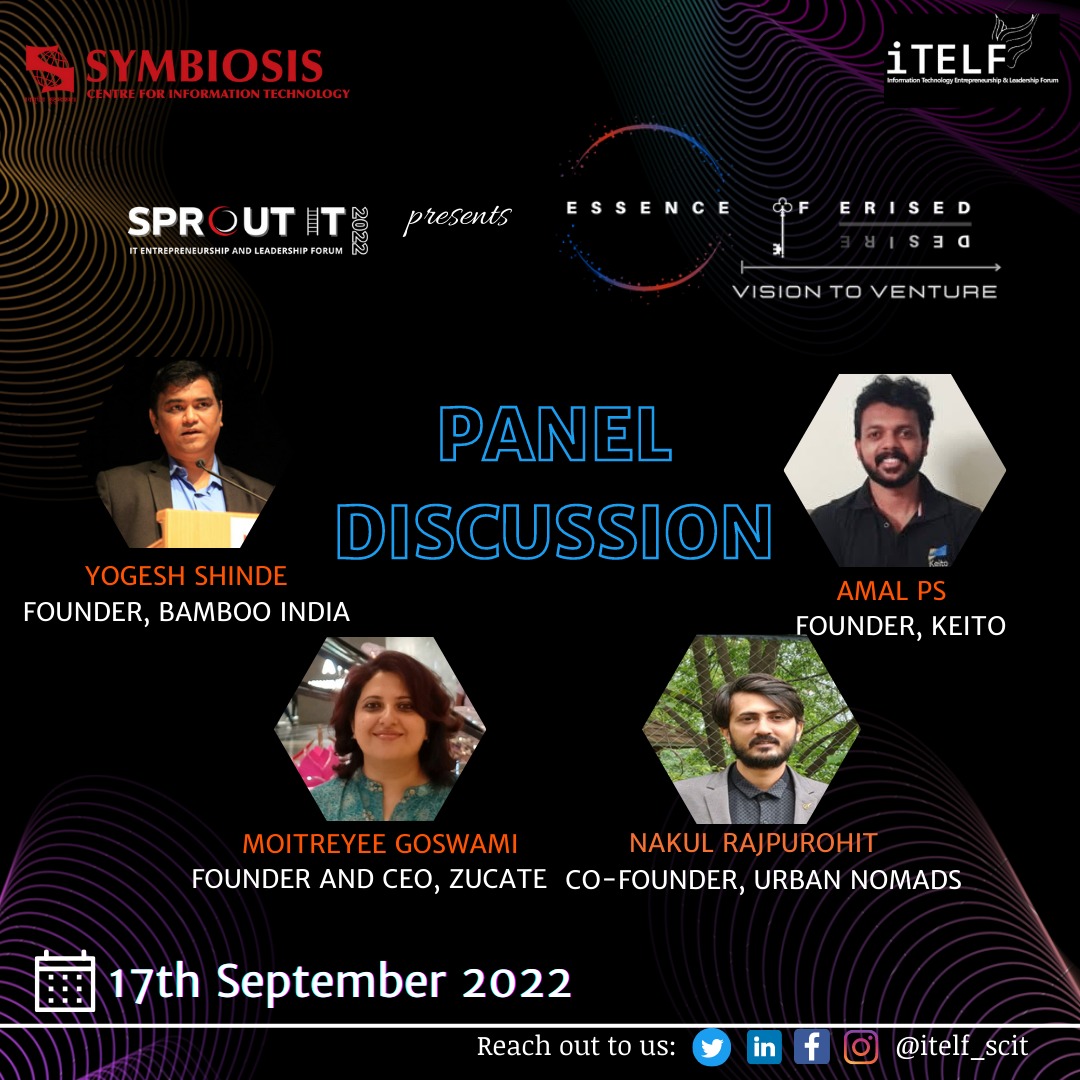 SYMBIOSIS
CENTRE FOR INFORMATION TECHNOLOGY
iTELF
Information Technology Entrepreneurship & Leadership Forum
SPROUT IT 2022
IT ENTREPRENEURSHIP AND LEADERSHIP FORUM
presents
ESSENCE OF ERISED
DESIRE
VISION TO VENTURE
PANEL
DISCUSSION
YOGESH SHINDE
FOUNDER, BAMBOO INDIA
Keito
AMAL PS
FOUNDER, KEITO
MOITREYEE GOSWAMI
FOUNDER AND CEO, ZUCATE
NAKUL RAJPUROHIT
CO-FOUNDER, URBAN NOMADS
17th September 2022
Reach out to us: @itelf_scit